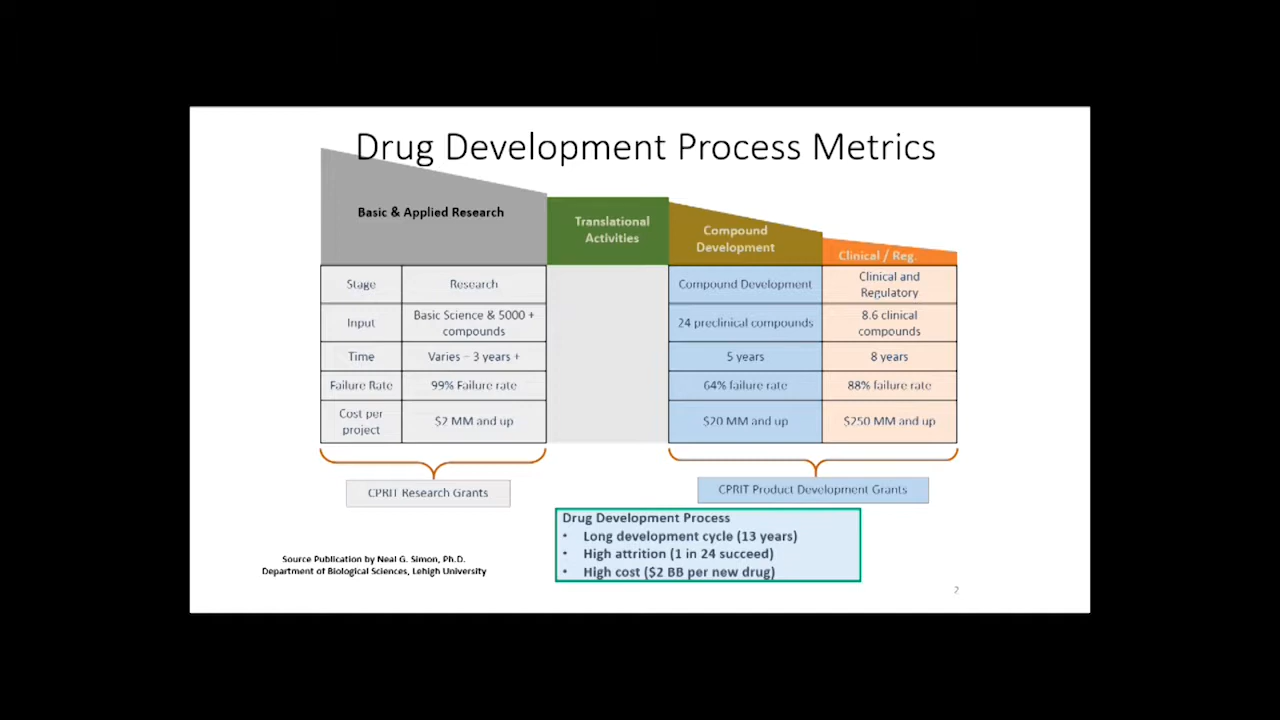 Drug Development Process Metrics
Basic & Applied Research
Translational
Activities
Compound
Development
Clinical / Reg.
Stage
Research
Compound Development
Clinical and
Regulatory
Input
Basic Science & 5000 +
compounds
24 preclinical compounds
8.6 clinical
compounds
Time
Varies – 3 years +
5 years
8 years
Failure Rate
99% Failure rate
64% failure rate
88% failure rate
Cost per
project
$2 MM and up
$20 MM and up
$250 MM and up
CPRIT Research Grants
CPRIT Product Development Grants
Drug Development Process
• Long development cycle (13 years)
• High attrition (1 in 24 succeed)
• High cost ($2 BB per new drug)
Source Publication by Neal G. Simon, Ph.D.
Department of Biological Sciences, Lehigh University
2